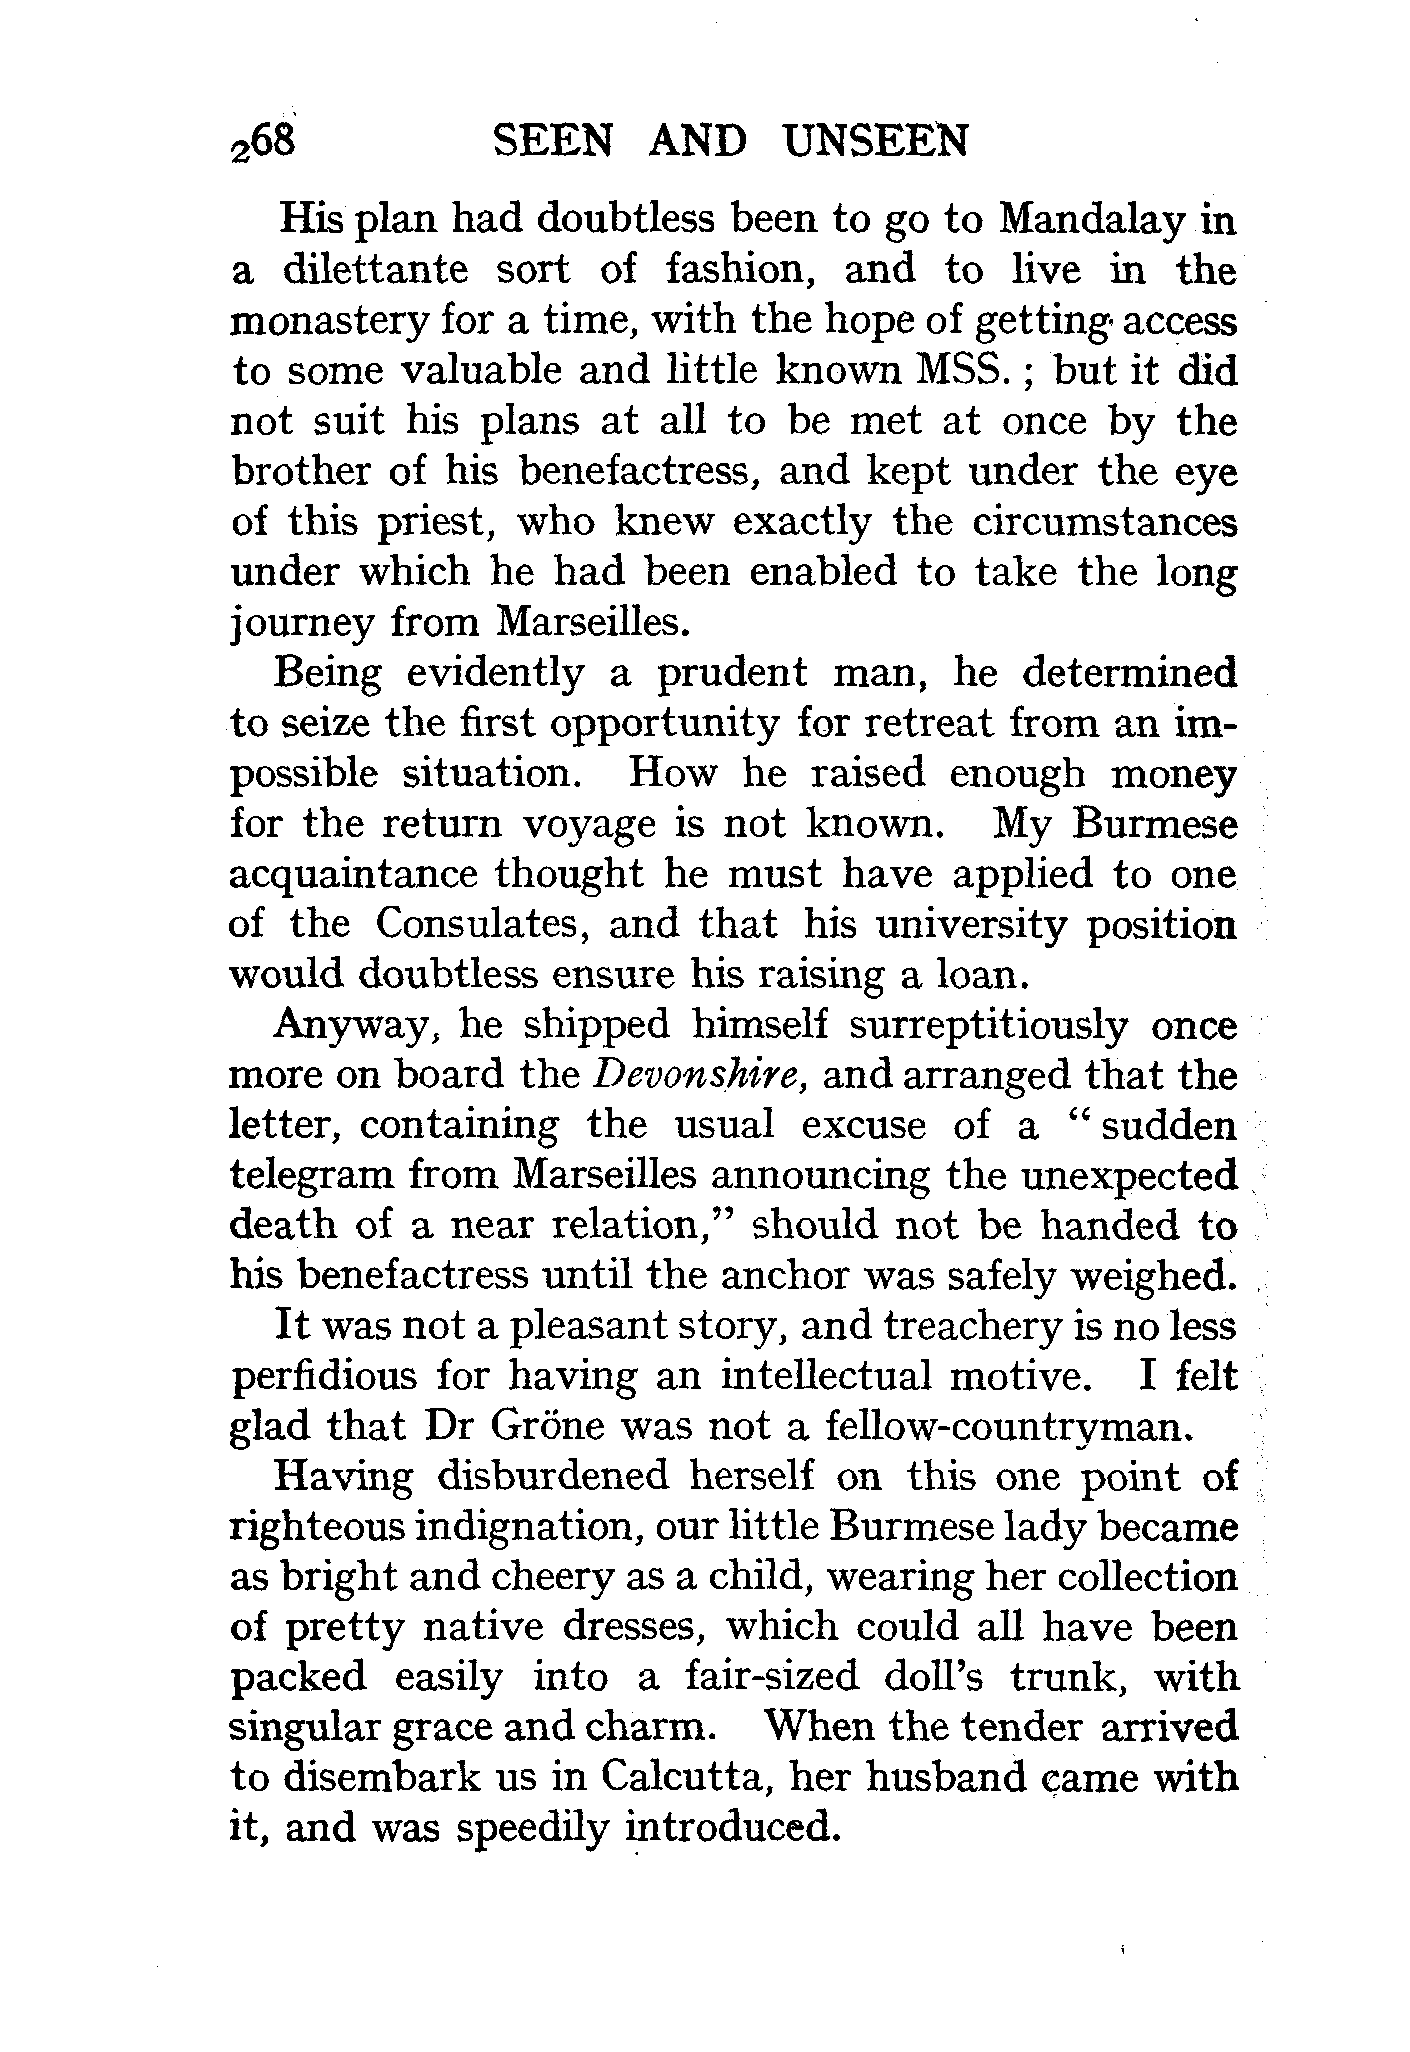 268 SEEN AND UNSEEN
His plan had doubtless been to go to Mandalay in
a dilettante sort of fashion, and to live in the
monastery for a time, with the hope of getting access
to some valuable and little known MSS. ; but it did
not suit his plans at all to be met at once by the
brother of his benefactress, and kept under the eye
of this priest, who knew exactly the circumstances
under which he had been enabled to take the long
journey from Marseilles.
Being evidently a prudent man, he determined
to seize the first opportunity for retreat from an im-
possible situation. How he raised enough money
for the return voyage is not known. My Burmese
acquaintance thought he must have applied to one
of the Consulates, and that his university position
would doubtless ensure his raising a loan.
Anyway, he shipped himself surreptitiously once
more on board the Devonshire, and arranged that the
letter, containing the usual excuse of a “ sudden
telegram from Marseilles announcing the unexpected
death of a near relation,” should not be handed to
his benefactress until the anchor was safely weighed.
It was not a pleasant story, and treachery is no less
perfidious for having an intellectual motive. I felt
glad that Dr Gröne was not a fellow-countryman.
Having disburdened herself on this one point of
righteous indignation, our little Burmese lady became
as bright and cheery as a child, wearing her collection
of pretty native dresses, which could all have been
packed easily into a fair-sized doll’s trunk, with
singular grace and charm. When the tender arrived
to disembark us in Calcutta, her husband came with
it, and was speedily introduced.